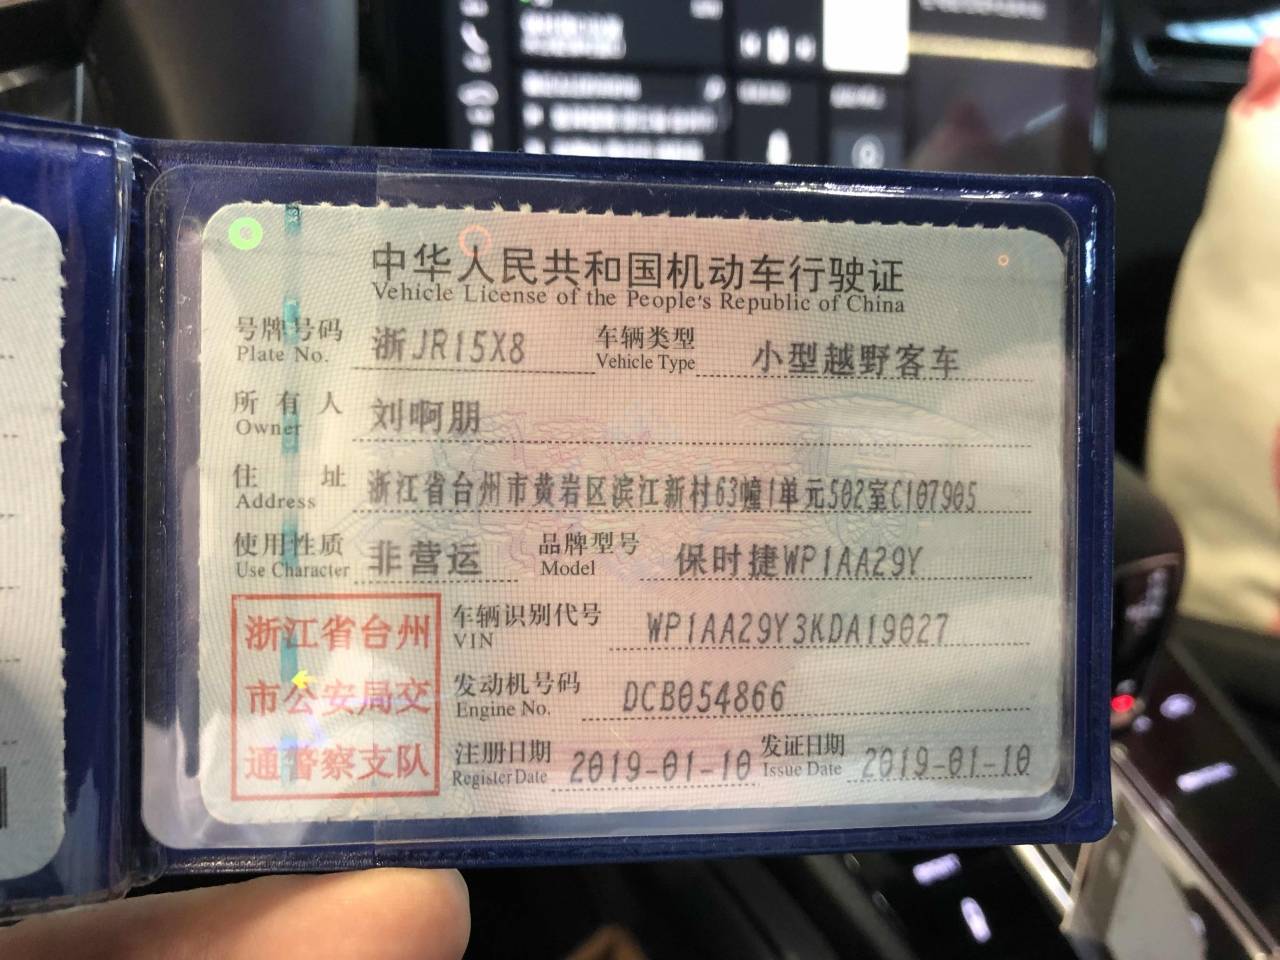 中华人民共和国机动车行驶证
Vehicle License of the People's Republic of China
号牌号码 浙JR15X8 车辆类型 小型越野客车
Plate No. Vehicle Type
所有人 刘啊朋
Owner
住址 浙江省台州市黄岩区滨江新村63幢1单元502室C107905
Address
使用性质 非营运 品牌型号 保时捷WP1AA29Y
Use Character Model
浙江省台州
市公安局交
通警察支队
车辆识别代号 WP1AA29Y3KDA19027
VIN
发动机号码 DCB054866
Engine No.
注册日期 2019-01-10 发证日期 2019-01-10
Register Date Issue Date